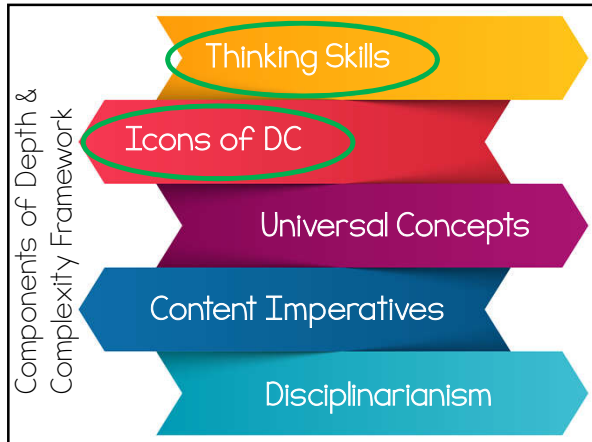 Components of Depth &
Complexity Framework
Thinking Skills
Icons of DC
Universal Concepts
Content Imperatives
Disciplinarianism